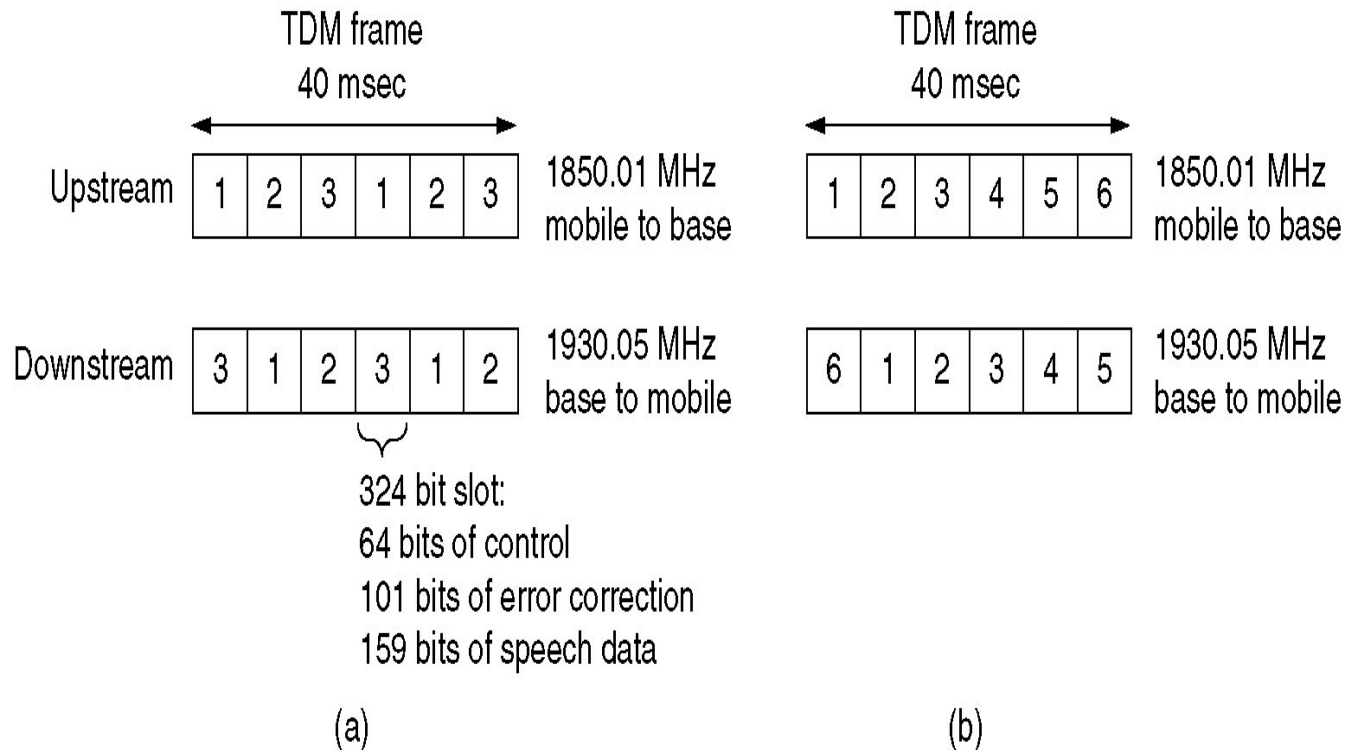 TDM frame
40 msec
Upstream 1 2 3 1 2 3 1850.01 MHz
mobile to base
Downstream 3 1 2 3 1 2 1930.05 MHz
base to mobile
324 bit slot:
64 bits of control
101 bits of error correction
159 bits of speech data
(a)
TDM frame
40 msec
1 2 3 4 5 6 1850.01 MHz
mobile to base
6 1 2 3 4 5 1930.05 MHz
base to mobile
(b)